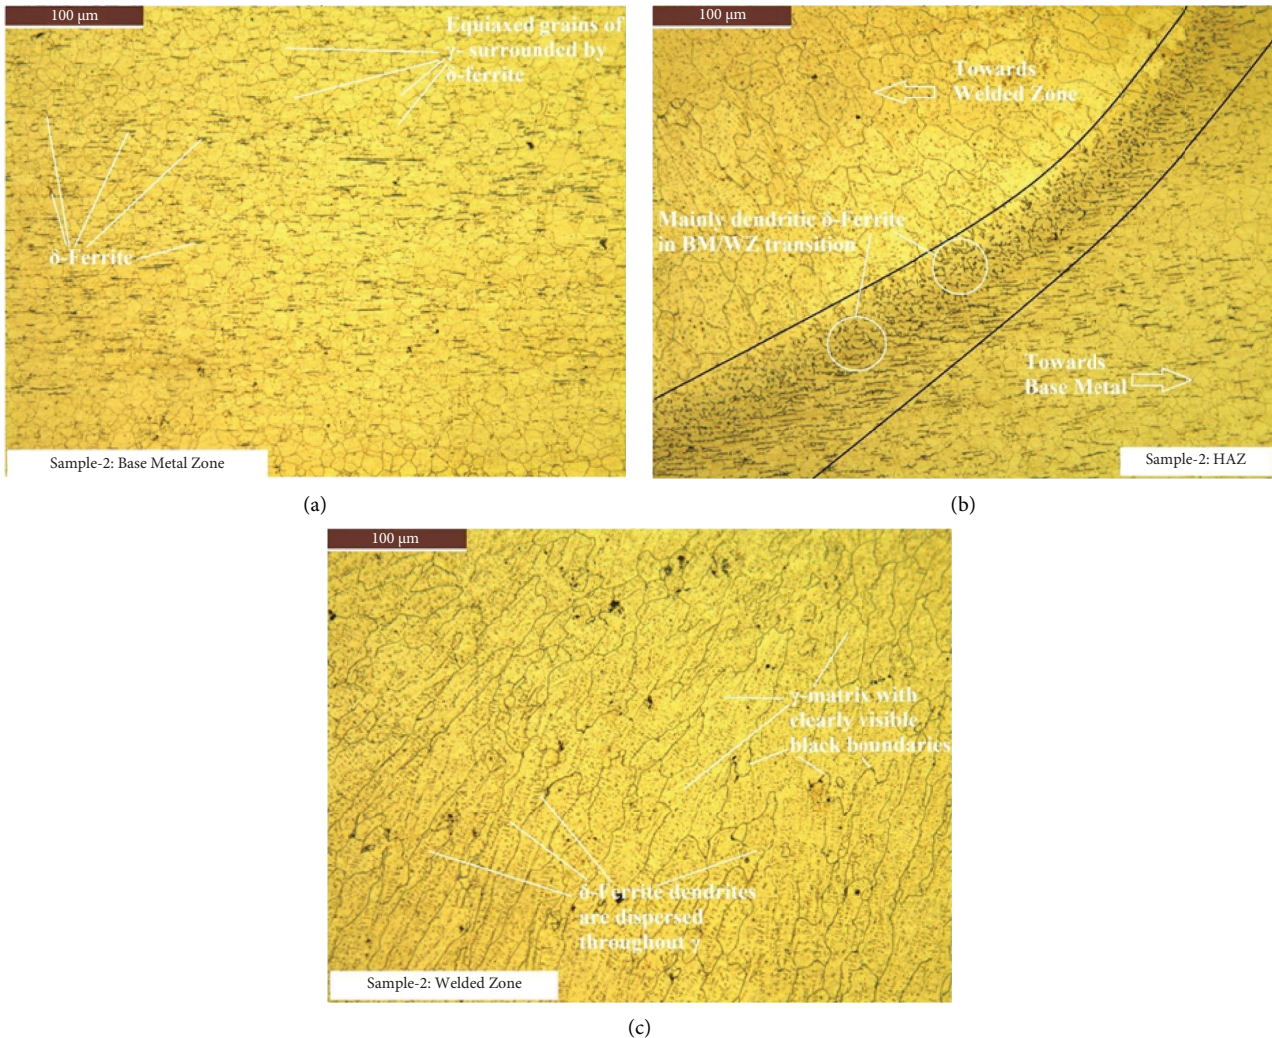 100 μm
Equiaxed grains of
γ- surrounded by
δ-ferrite
δ-Ferrite
Sample-2: Base Metal Zone
(a)
100 μm
Towards
Welded Zone
Mainly dendritic δ-Ferrite
in BM/WZ transition
Towards
Base Metal
Sample-2: HAZ
(b)
100 μm
γ-matrix with
clearly visible
black boundaries
δ-Ferrite dendrites
are dispersed
throughout γ
Sample-2: Welded Zone
(c)